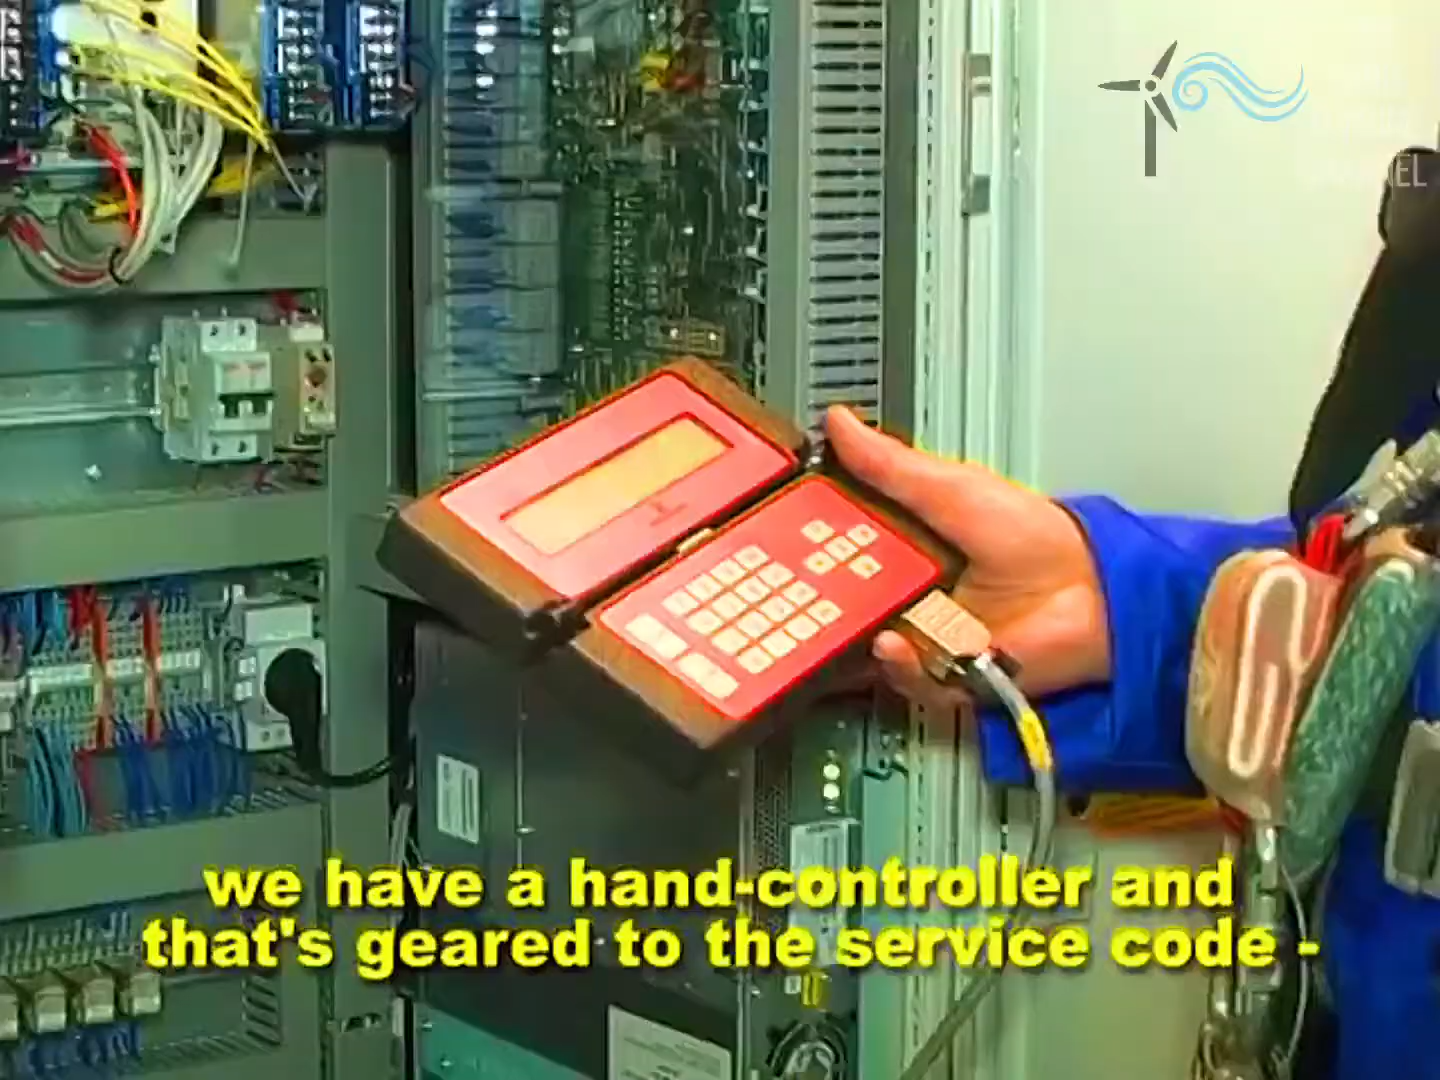 we have a hand-controller and
that's geared to the service code -